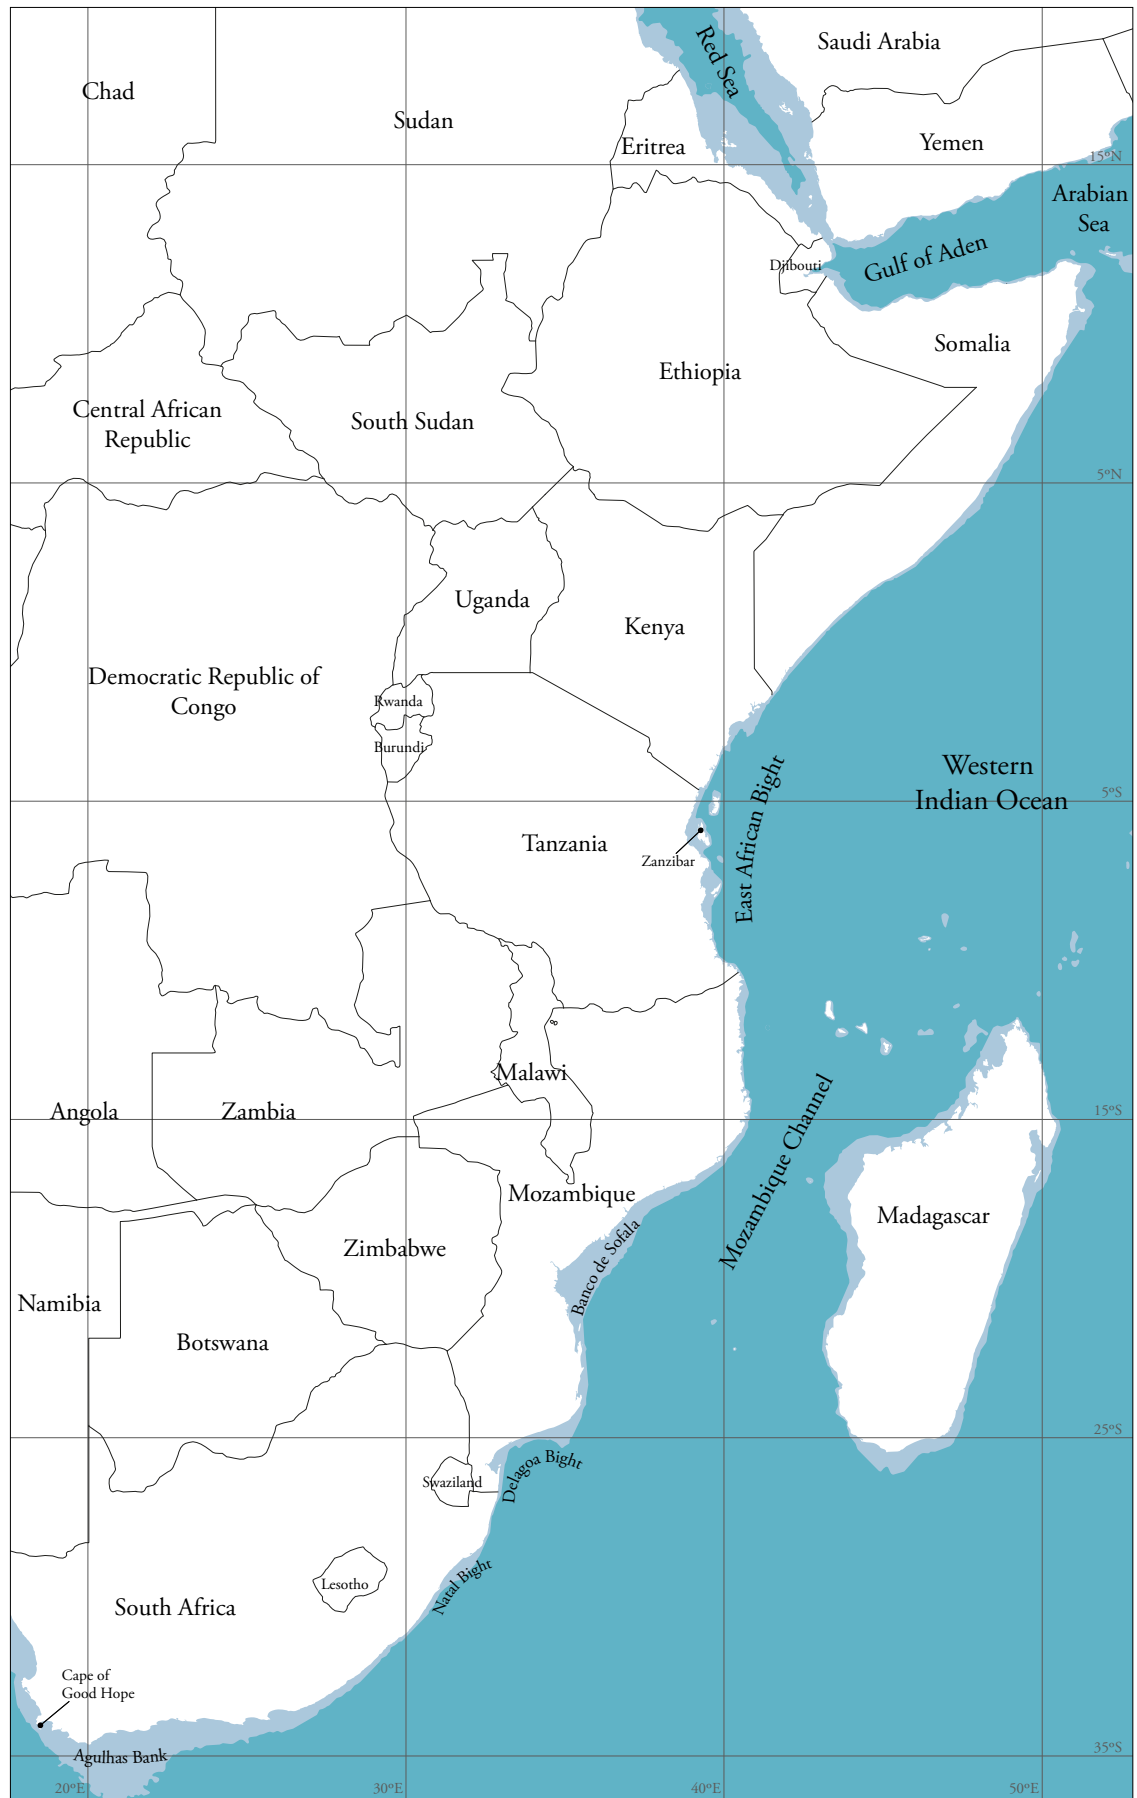 Saudi Arabia
Red Sea
Chad
Sudan
Eritrea
Yemen
15ºN
Arabian
Sea
Gulf of Aden
Djibouti
Somalia
Ethiopia
Central African
Republic
South Sudan
5ºN
Uganda
Kenya
Democratic Republic of
Congo
Rwanda
Burundi
Western
Indian Ocean
5ºS
East African Bight
Tanzania
Zanzibar
Malawi
Angola
Zambia
15ºS
Mozambique Channel
Mozambique
Madagascar
Zimbabwe
Banco de Sofala
Namibia
Botswana
25ºS
Delagoa Bight
Swaziland
Natal Bight
Lesotho
South Africa
Cape of
Good Hope
Agulhas Bank
35ºS
20ºE
30ºE
40ºE
50ºE